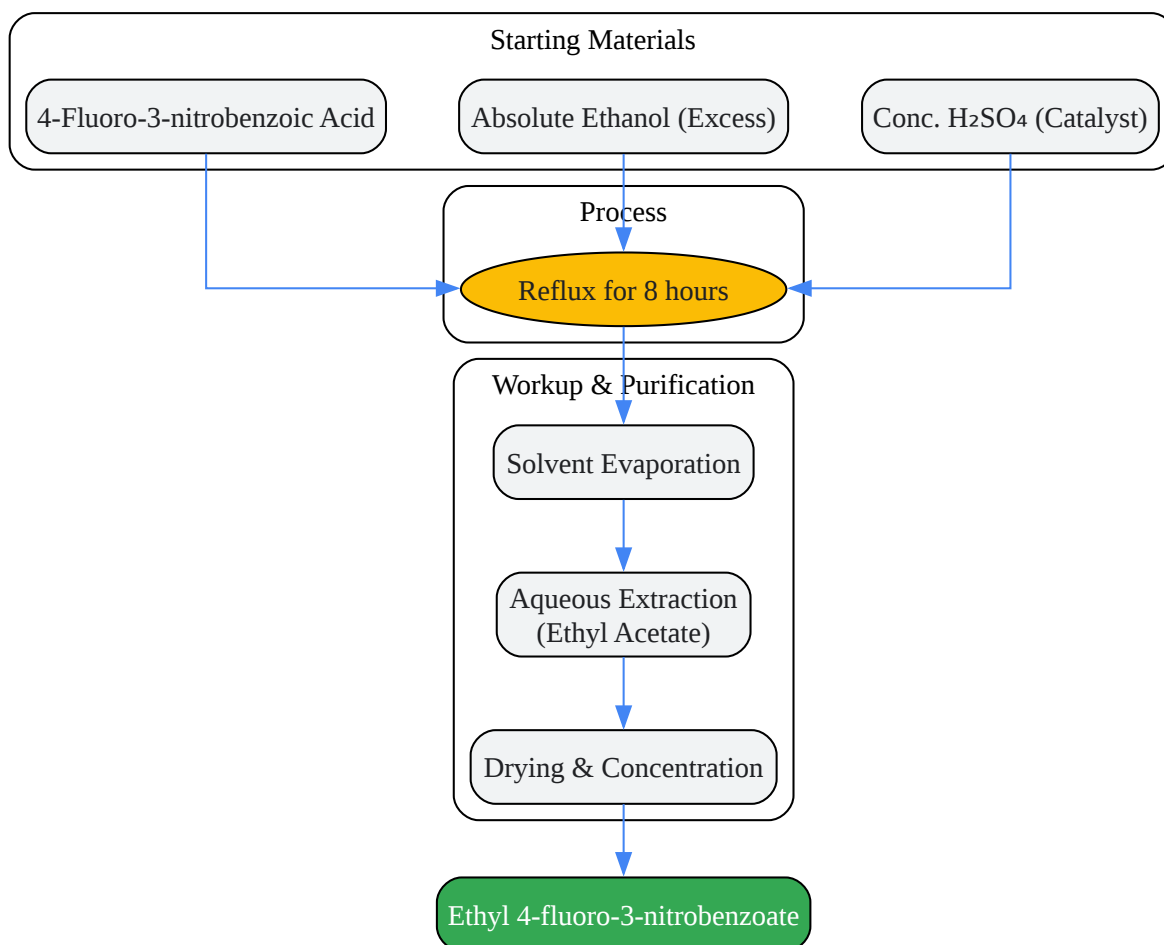 Starting Materials
4-Fluoro-3-nitrobenzoic Acid
Absolute Ethanol (Excess)
Conc. H₂SO₄ (Catalyst)
Process
Reflux for 8 hours
Workup & Purification
Solvent Evaporation
Aqueous Extraction
(Ethyl Acetate)
Drying & Concentration
Ethyl 4-fluoro-3-nitrobenzoate